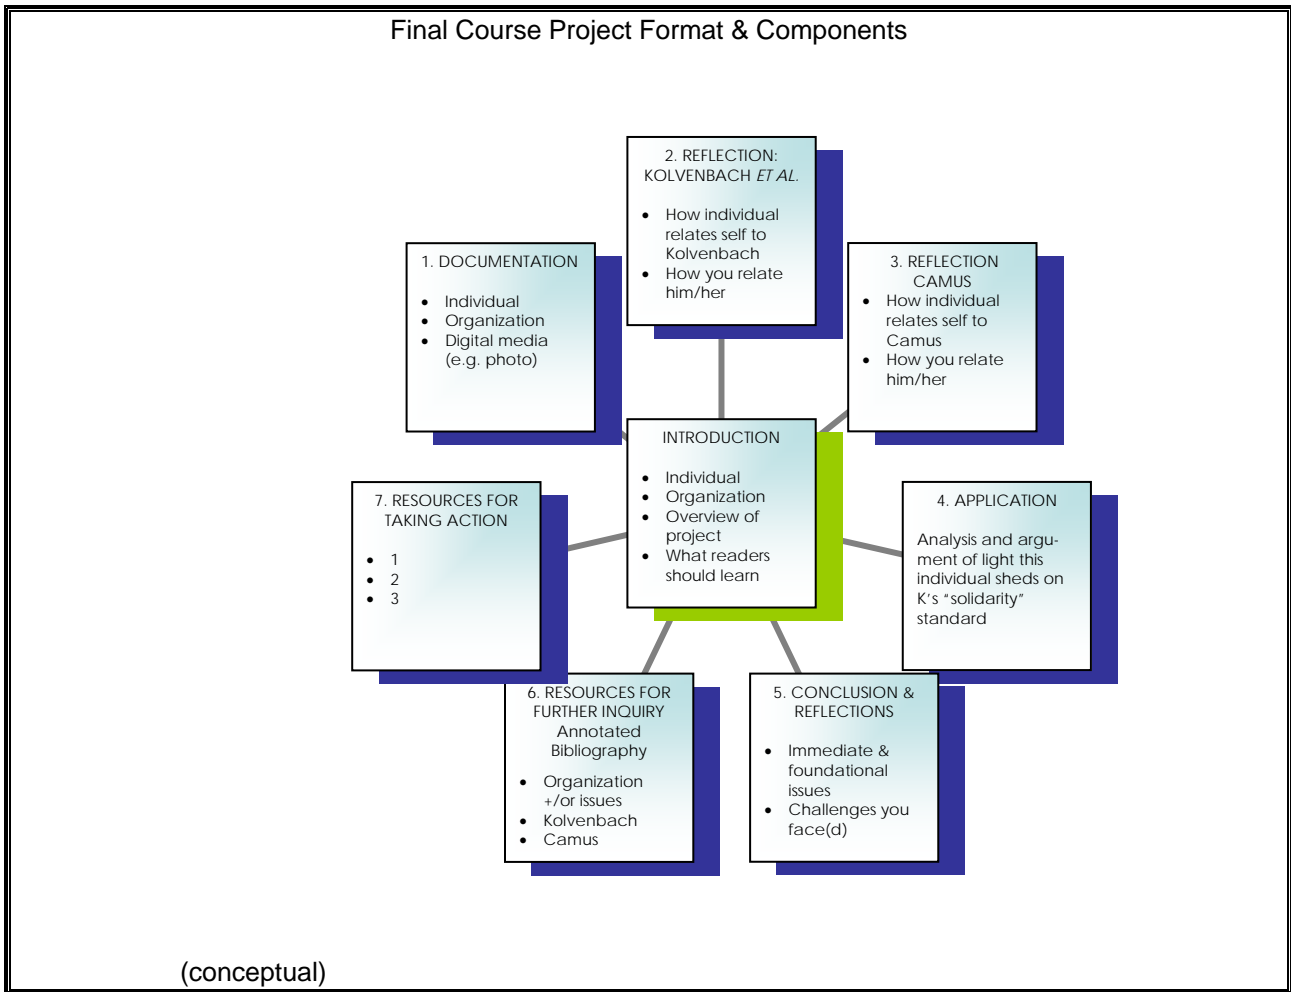 Final Course Project Format & Components
2. REFLECTION:
KOLVENBACH ET AL.
• How individual
relates self to
Kolvenbach
• How you relate
him/her
1. DOCUMENTATION
• Individual
• Organization
• Digital media
(e.g. photo)
3. REFLECTION
CAMUS
• How individual
relates self to
Camus
• How you relate
him/her
INTRODUCTION
• Individual
• Organization
• Overview of
project
• What readers
should learn
7. RESOURCES FOR
TAKING ACTION
• 1
• 2
• 3
4. APPLICATION
Analysis and argu-
ment of light this
individual sheds on
K's "solidarity"
standard
6. RESOURCES FOR
FURTHER INQUIRY
Annotated
Bibliography
• Organization
+/or issues
• Kolvenbach
• Camus
5. CONCLUSION &
REFLECTIONS
• Immediate &
foundational
issues
• Challenges you
face(d)
(conceptual)